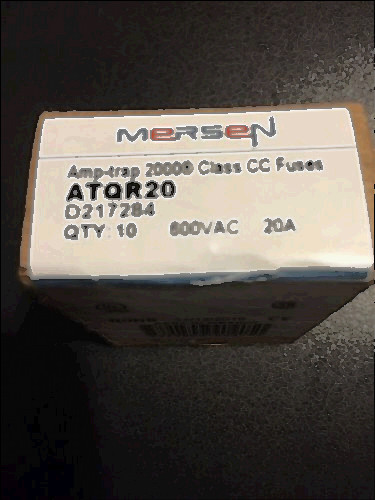 MERSEN
Amp-trap 2000® Class CC Fuses
ATQR20
D217284
QTY: 10 600VAC 20A